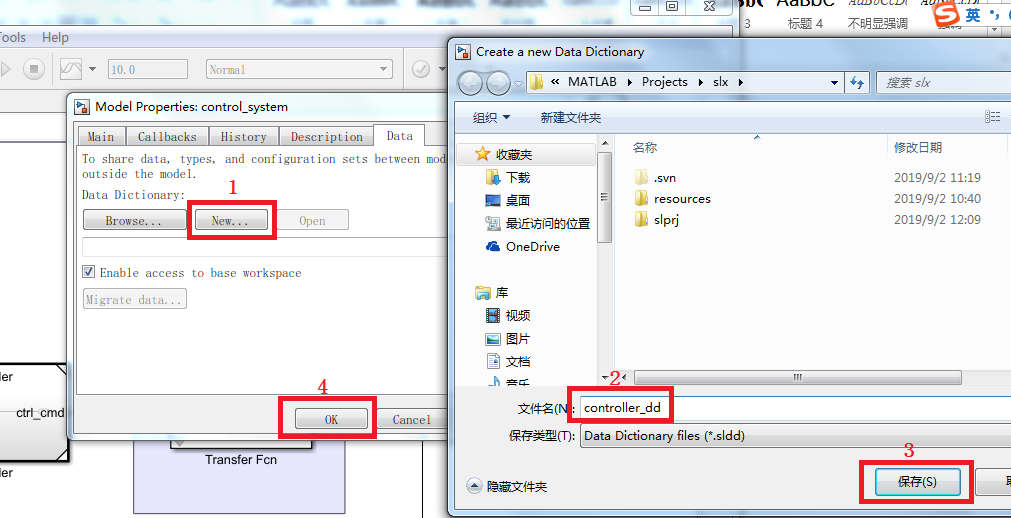 3
标题 4
不明显强调
英
Tools Help
10.0
Normal
Model Properties: control_system
Main
Callbacks
History
Description
Data
To share data, types, and configuration sets between mod
outside the model.
Data Dictionary:
1
Browse...
New...
Open
Enable access to base workspace
Migrate data...
4
OK
Cancel
ctrl_cmd
Transfer Fcn
Create a new Data Dictionary
« MATLAB ▸ Projects ▸ slx ▸
搜索 slx
组织
新建文件夹
收藏夹
下载
桌面
最近访问的位置
OneDrive
库
视频
图片
文档
音乐
名称
修改日期
.svn
2019/9/2 11:19
resources
2019/9/2 10:40
slprj
2019/9/2 12:09
2
文件名(N):
controller_dd
保存类型(T):
Data Dictionary files (*.sldd)
3
隐藏文件夹
保存(S)